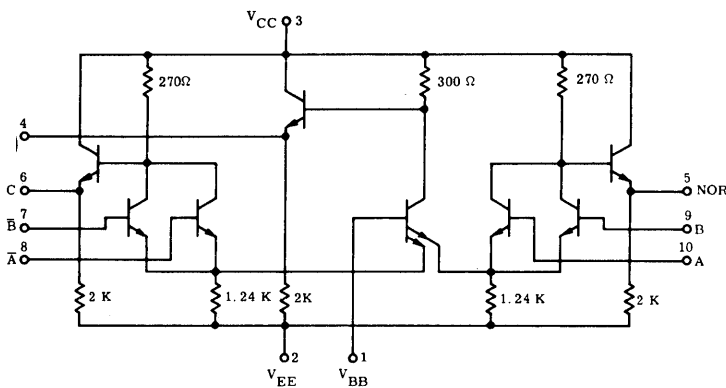 VCC 3
270Ω
300 Ω
270 Ω
4
6
C
5
NOR
7
B̅
9
B
8
A̅
10
A
2 K
1.24 K
2K
1.24 K
2 K
2
VEE
1
VBB